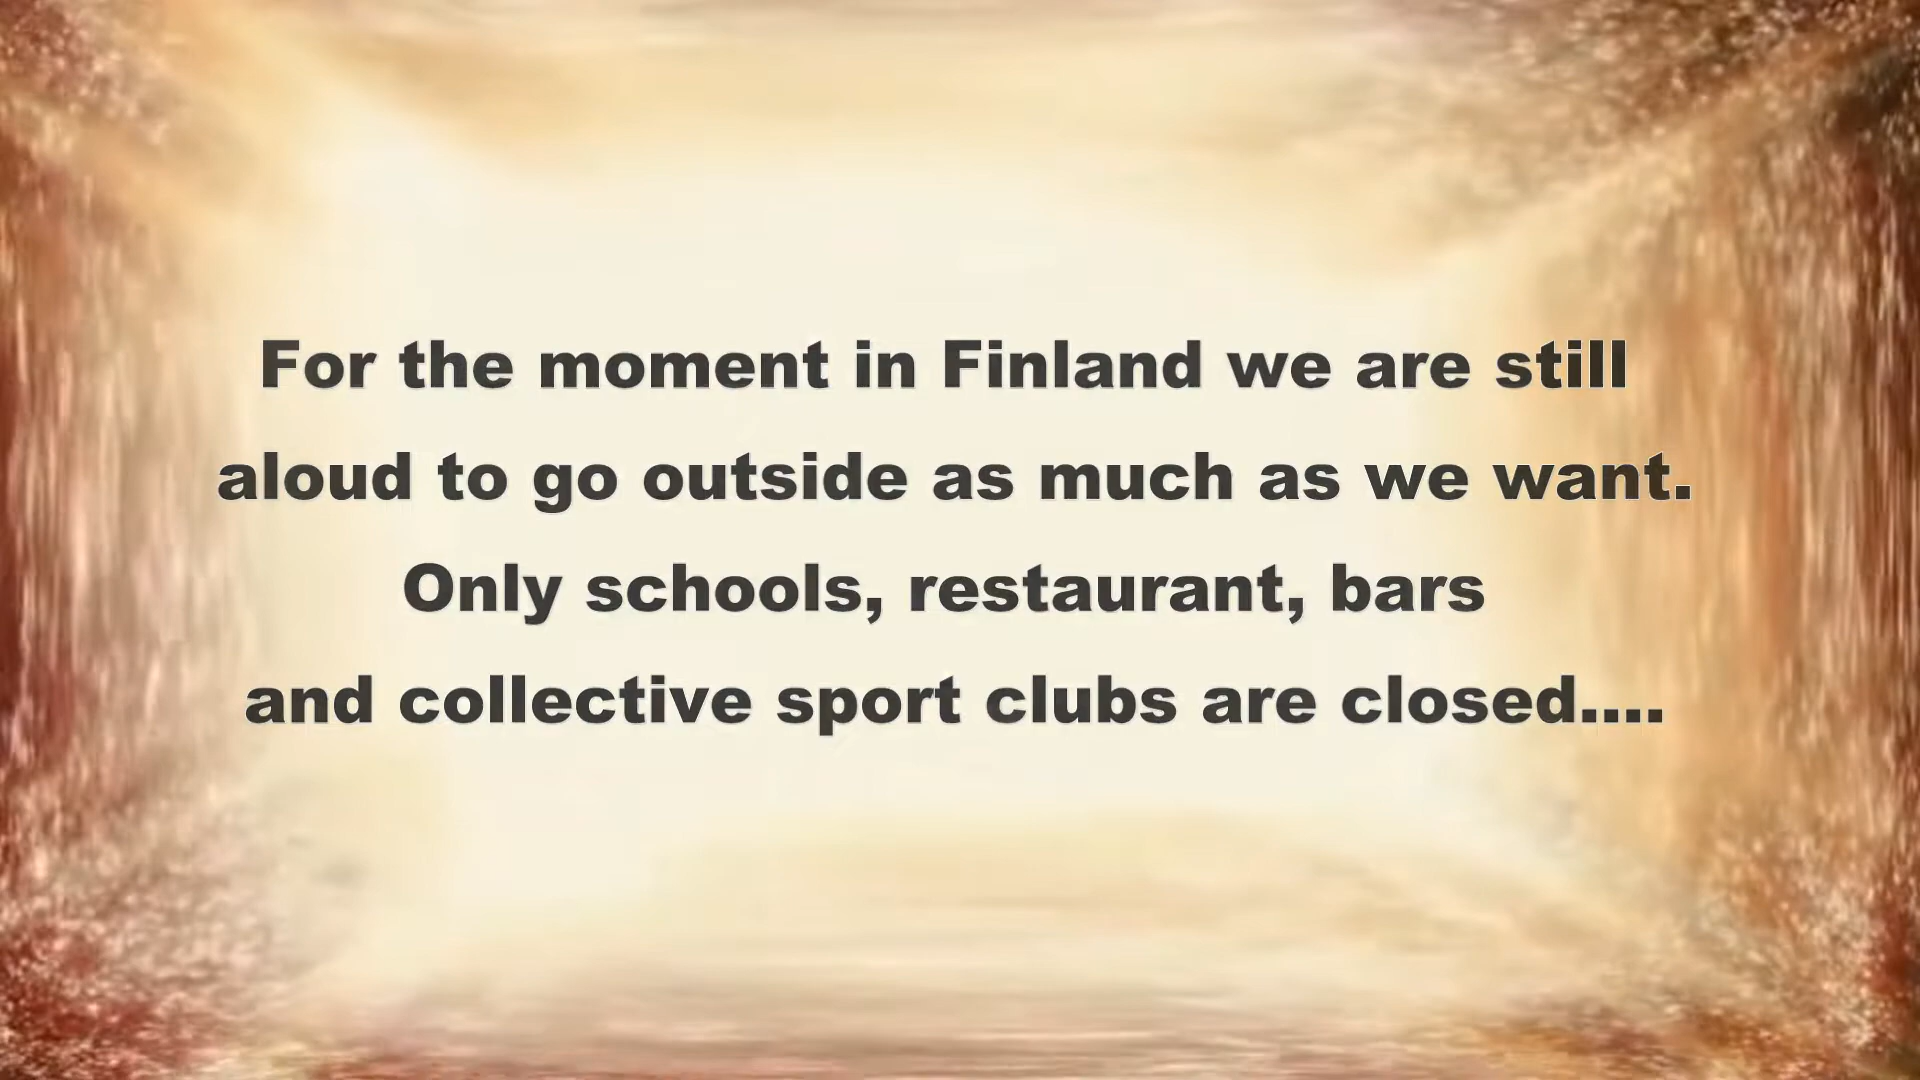 For the moment in Finland we are still
aloud to go outside as much as we want.
Only schools, restaurant, bars
and collective sport clubs are closed....